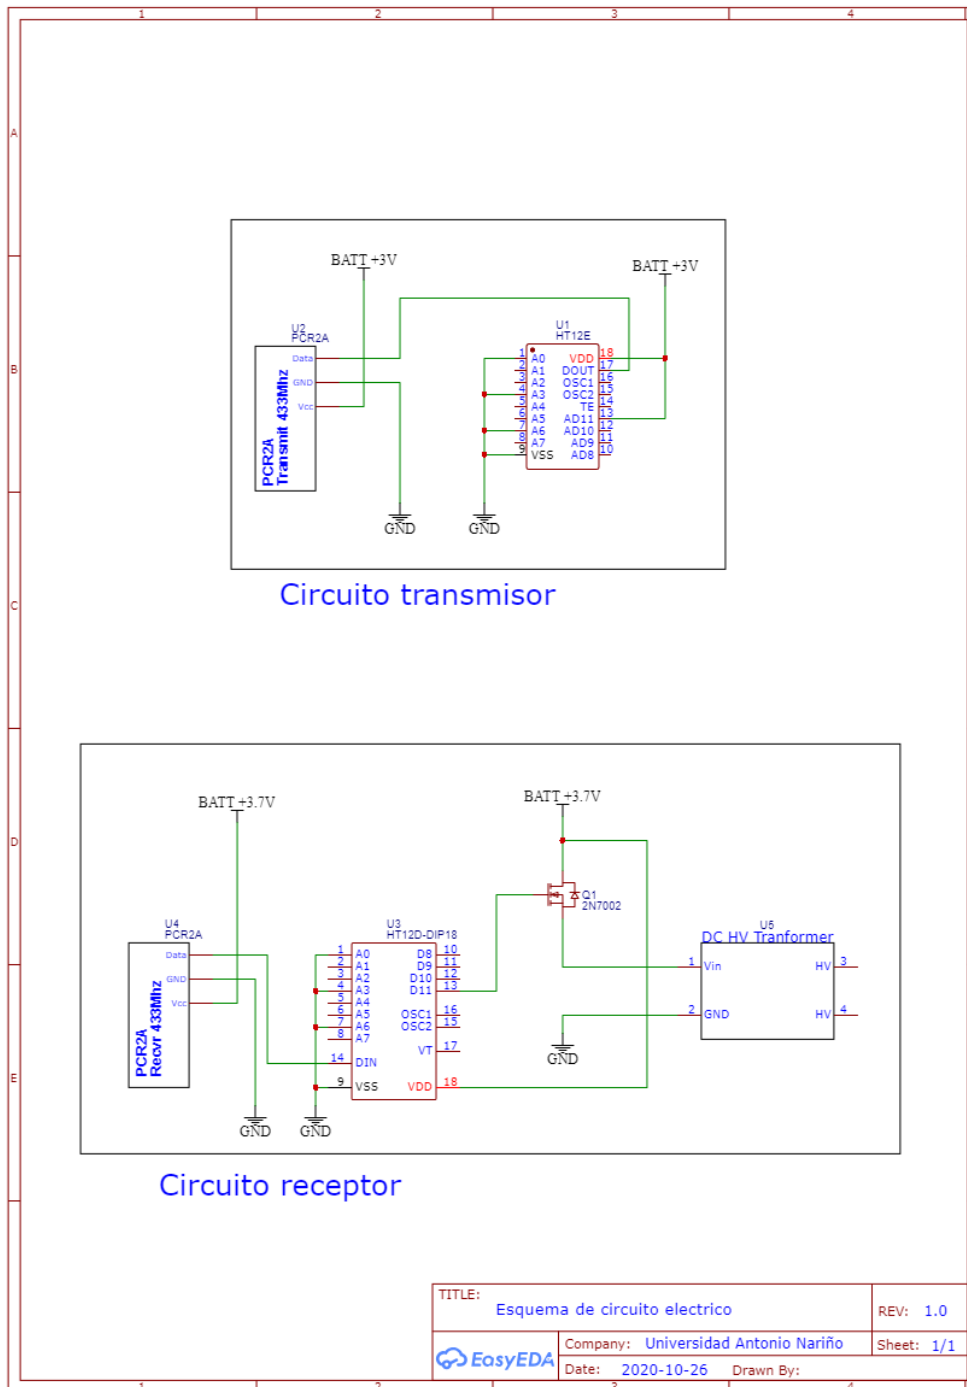 1 2 3 4
A
B
C
D
E
BATT +3V
BATT +3V
U2
PCR2A
Data
GND
Vcc
PCR2A
Transmit 433Mhz
U1
HT12E
1 A0 VDD 18
2 A1 DOUT 17
3 A2 OSC1 16
4 A3 OSC2 15
5 A4 TE 14
6 A5 AD11 13
7 A6 AD10 12
8 A7 AD9 11
9 VSS AD8 10
GND
GND
Circuito transmisor
BATT +3.7V
BATT +3.7V
Q1
2N7002
U4
PCR2A
Data
GND
Vcc
PCR2A
Recvr 433Mhz
U3
HT12D-DIP18
1 A0 D8 10
2 A1 D9 11
3 A2 D10 12
4 A3 D11 13
5 A4
6 A5 OSC1 16
7 A6 OSC2 15
8 A7
VT 17
14 DIN
9 VSS VDD 18
U5
DC HV Tranformer
1 Vin HV 3
2 GND HV 4
GND
GND
GND
Circuito receptor
TITLE:
Esquema de circuito electrico
REV: 1.0
EasyEDA
Company: Universidad Antonio Nariño
Sheet: 1/1
Date: 2020-10-26 Drawn By:
1 2 3 4